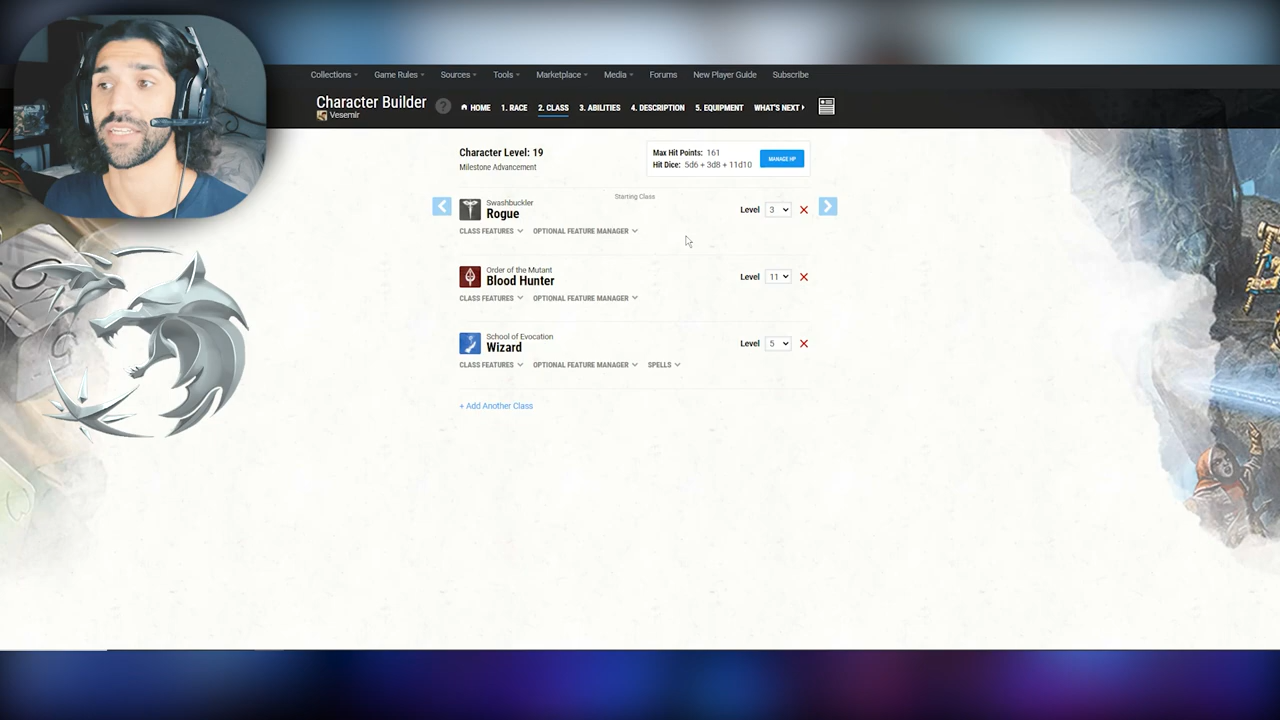 Collections Game Rules Sources Tools Marketplace Media Forums New Player Guide Subscribe
Character Builder ? HOME 1. RACE 2. CLASS 3. ABILITIES 4. DESCRIPTION 5. EQUIPMENT WHAT'S NEXT
Vesemir
Character Level: 19
Milestone Advancement
Max Hit Points: 161
Hit Dice: 5d6 + 3d8 + 11d10
MANAGE HP
Starting Class
Swashbuckler
Rogue
Level 3
CLASS FEATURES OPTIONAL FEATURE MANAGER
Order of the Mutant
Blood Hunter
Level 11
CLASS FEATURES OPTIONAL FEATURE MANAGER
School of Evocation
Wizard
Level 5
CLASS FEATURES OPTIONAL FEATURE MANAGER SPELLS
+ Add Another Class